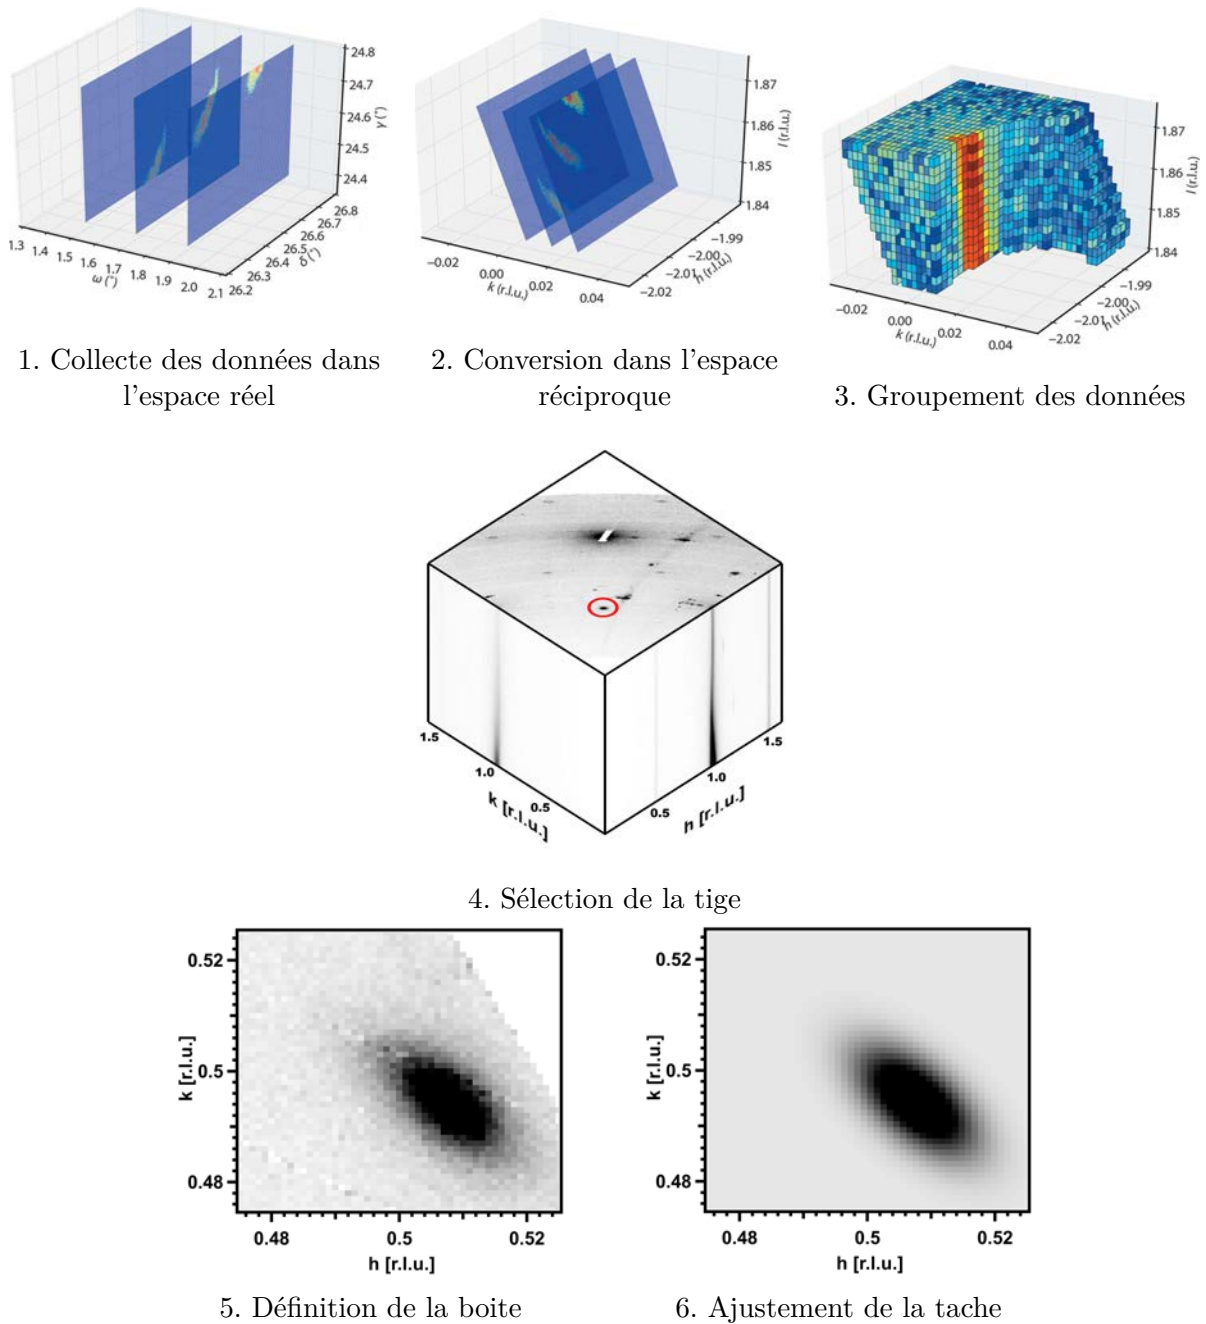 24.8
24.7
24.6
24.5
24.4
γ (°)
26.8
26.7
26.6
26.5
26.4
26.3
26.2
δ (°)
1.3 1.4 1.5 1.6 1.7 1.8 1.9 2.0 2.1
ω (°)
1.87
1.86
1.85
1.84
l (r.l.u.)
−1.99
−2.00
−2.01
−2.02
h (r.l.u.)
−0.02 0.00 0.02 0.04
k (r.l.u.)
1.87
1.86
1.85
1.84
l (r.l.u.)
−1.99
−2.00
−2.01
−2.02
h (r.l.u.)
−0.02 0.00 0.02 0.04
k (r.l.u.)
1. Collecte des données dans
l'espace réel
2. Conversion dans l'espace
réciproque
3. Groupement des données
1.5 1.0 0.5
k [r.l.u.]
0.5 1.0 1.5
h [r.l.u.]
4. Sélection de la tige
0.52
0.5
0.48
k [r.l.u.]
0.48 0.5 0.52
h [r.l.u.]
0.52
0.5
0.48
k [r.l.u.]
0.48 0.5 0.52
h [r.l.u.]
5. Définition de la boite
6. Ajustement de la tache